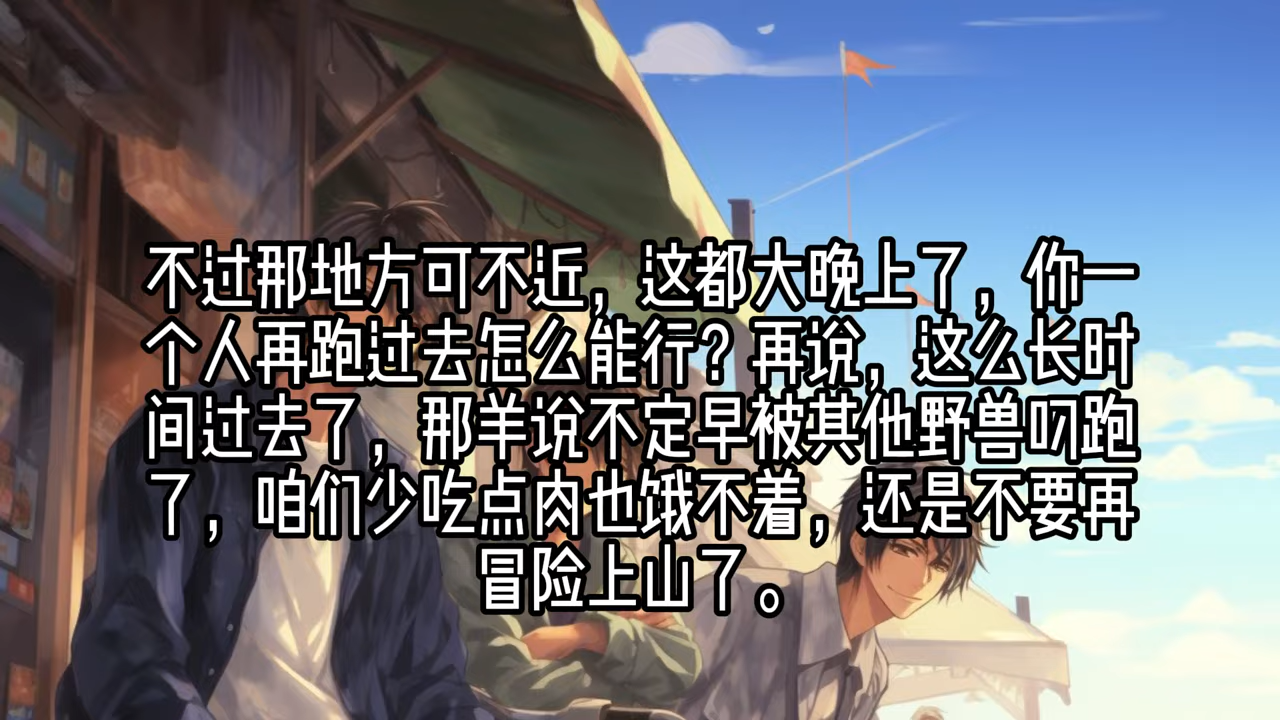 不过那地方可不近，这都大晚上了，你一
个人再跑过去怎么能行？再说，这么长时
间过去了，那羊说不定早被其他野兽叼跑
了，咱们少吃点肉也饿不着，还是不要再
冒险上山了。